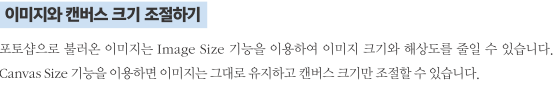 이미지와 캔버스 크기 조절하기
포토샵으로 불러온 이미지는 Image Size 기능을 이용하여 이미지 크기와 해상도를 줄일 수 있습니다.
Canvas Size 기능을 이용하면 이미지는 그대로 유지하고 캔버스 크기만 조절할 수 있습니다.